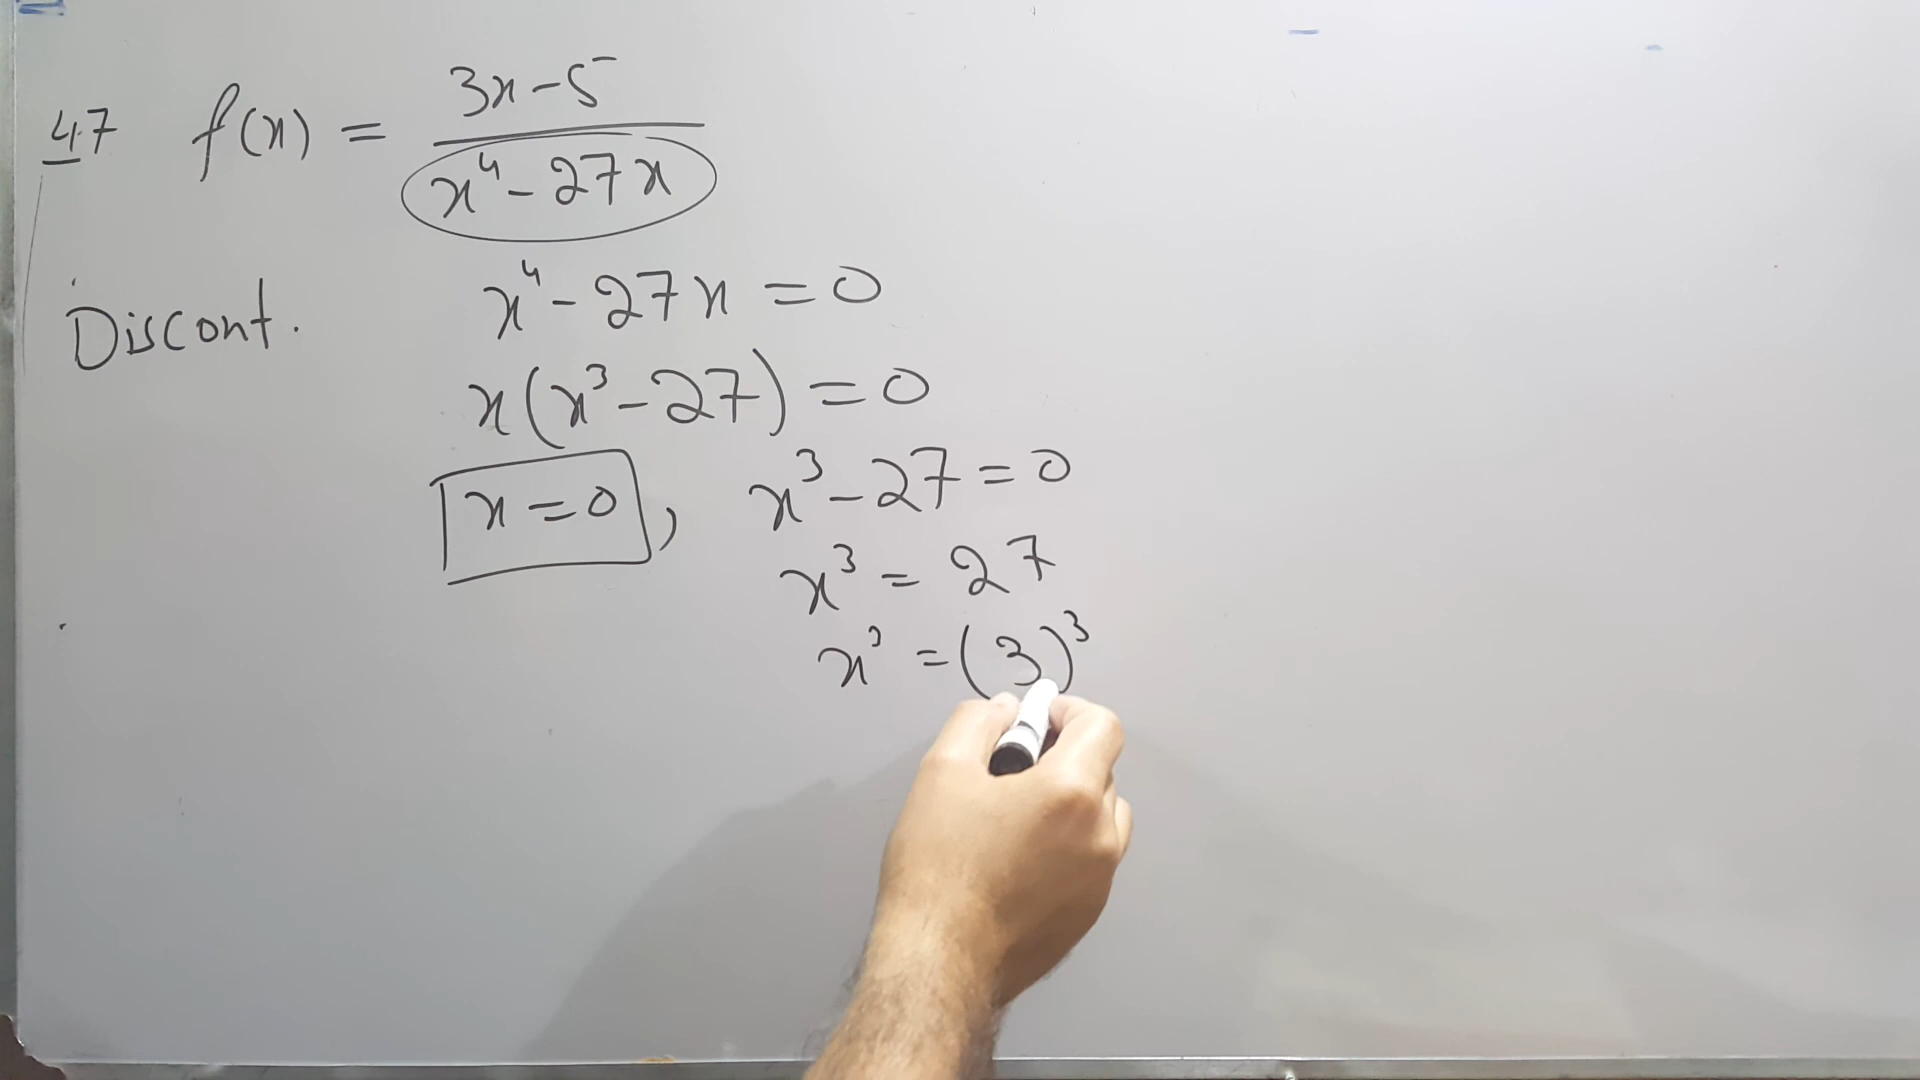 47 f(x) = 3x-5 / x⁴-27x
Discont.
x⁴-27x=0
x(x³-27)=0
x=0, x³-27=0
x³=27
x³=(3)³